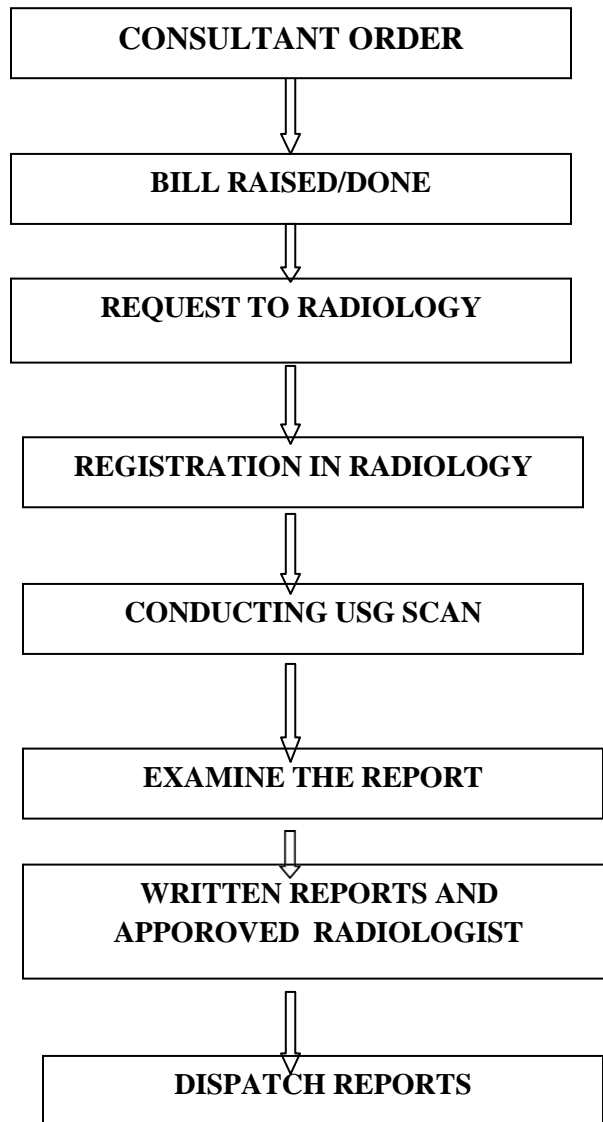 CONSULTANT ORDER
BILL RAISED/DONE
REQUEST TO RADIOLOGY
REGISTRATION IN RADIOLOGY
CONDUCTING USG SCAN
EXAMINE THE REPORT
WRITTEN REPORTS AND
APPOROVED RADIOLOGIST
DISPATCH REPORTS